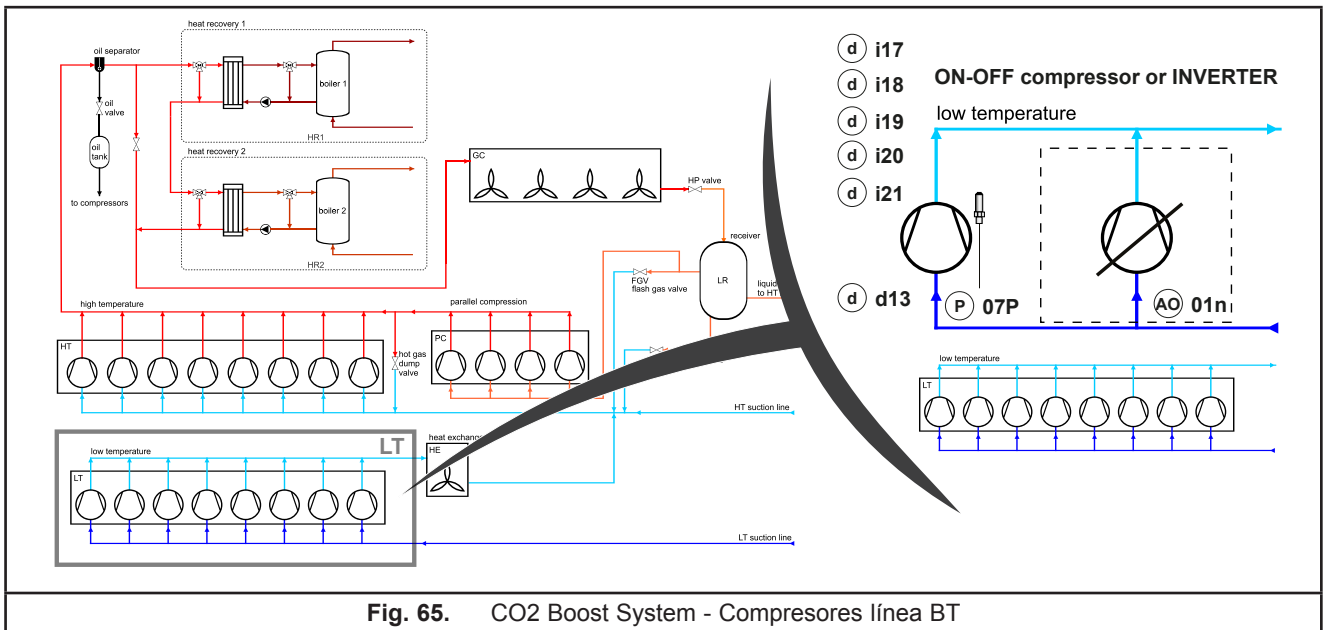 heat recovery 1
oil separator
oil
valve
oil
tank
to compressors
boiler 1
HR1
heat recovery 2
boiler 2
HR2
GC
HP valve
receiver
LR
liquid
to HT
FGV
flash gas valve
high temperature
parallel compression
HT
PC
hot gas
dump
valve
HT suction line
LT
low temperature
LT
heat exchang
HE
LT suction line
d i17
d i18
d i19
d i20
d i21
d d13
ON-OFF compressor or INVERTER
low temperature
P 07P
AO 01n
low temperature
LT
Fig. 65. CO2 Boost System - Compresores línea BT